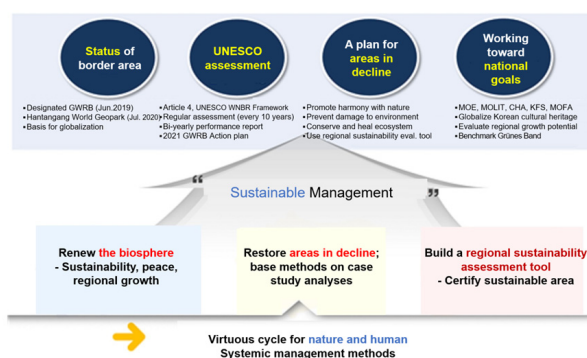 Status of
border area
UNESCO
assessment
A plan for
areas in
decline
Working
toward
national
goals
•Designated GWRB (Jun.2019)
•Hantangang World Geopark (Jul. 2020)
•Basis for globalization
•Article 4, UNESCO WNBR Framework
•Regular assessment (every 10 years)
•Bi-yearly performance report
•2021 GWRB Action plan
•Promote harmony with nature
•Prevent damage to environment
•Conserve and heal ecosystem
•Use regional sustainability eval. tool
•MOE, MOLIT, CHA, KFS, MOFA
•Globalize Korean cultural heritage
•Evaluate regional growth potential
•Benchmark Grünes Band
“Sustainable Management”
Renew the biosphere
- Sustainability, peace,
regional growth
Restore areas in decline;
base methods on case
study analyses
Build a regional sustainability
assessment tool
- Certify sustainable area
Virtuous cycle for nature and human
Systemic management methods